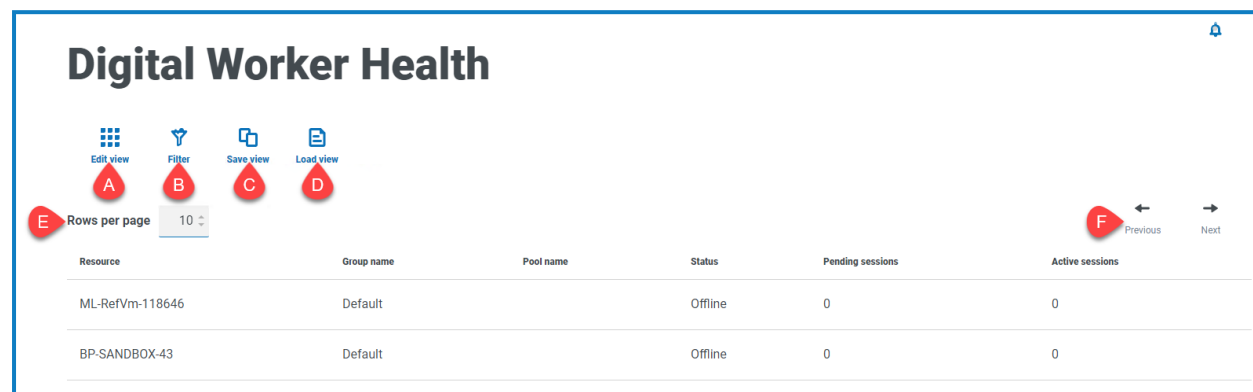 Digital Worker Health
Edit view Filter Save view Load view
A B C D
E Rows per page 10 F Previous Next
Resource Group name Pool name Status Pending sessions Active sessions
ML-RefVm-118646 Default Offline 0 0
BP-SANDBOX-43 Default Offline 0 0